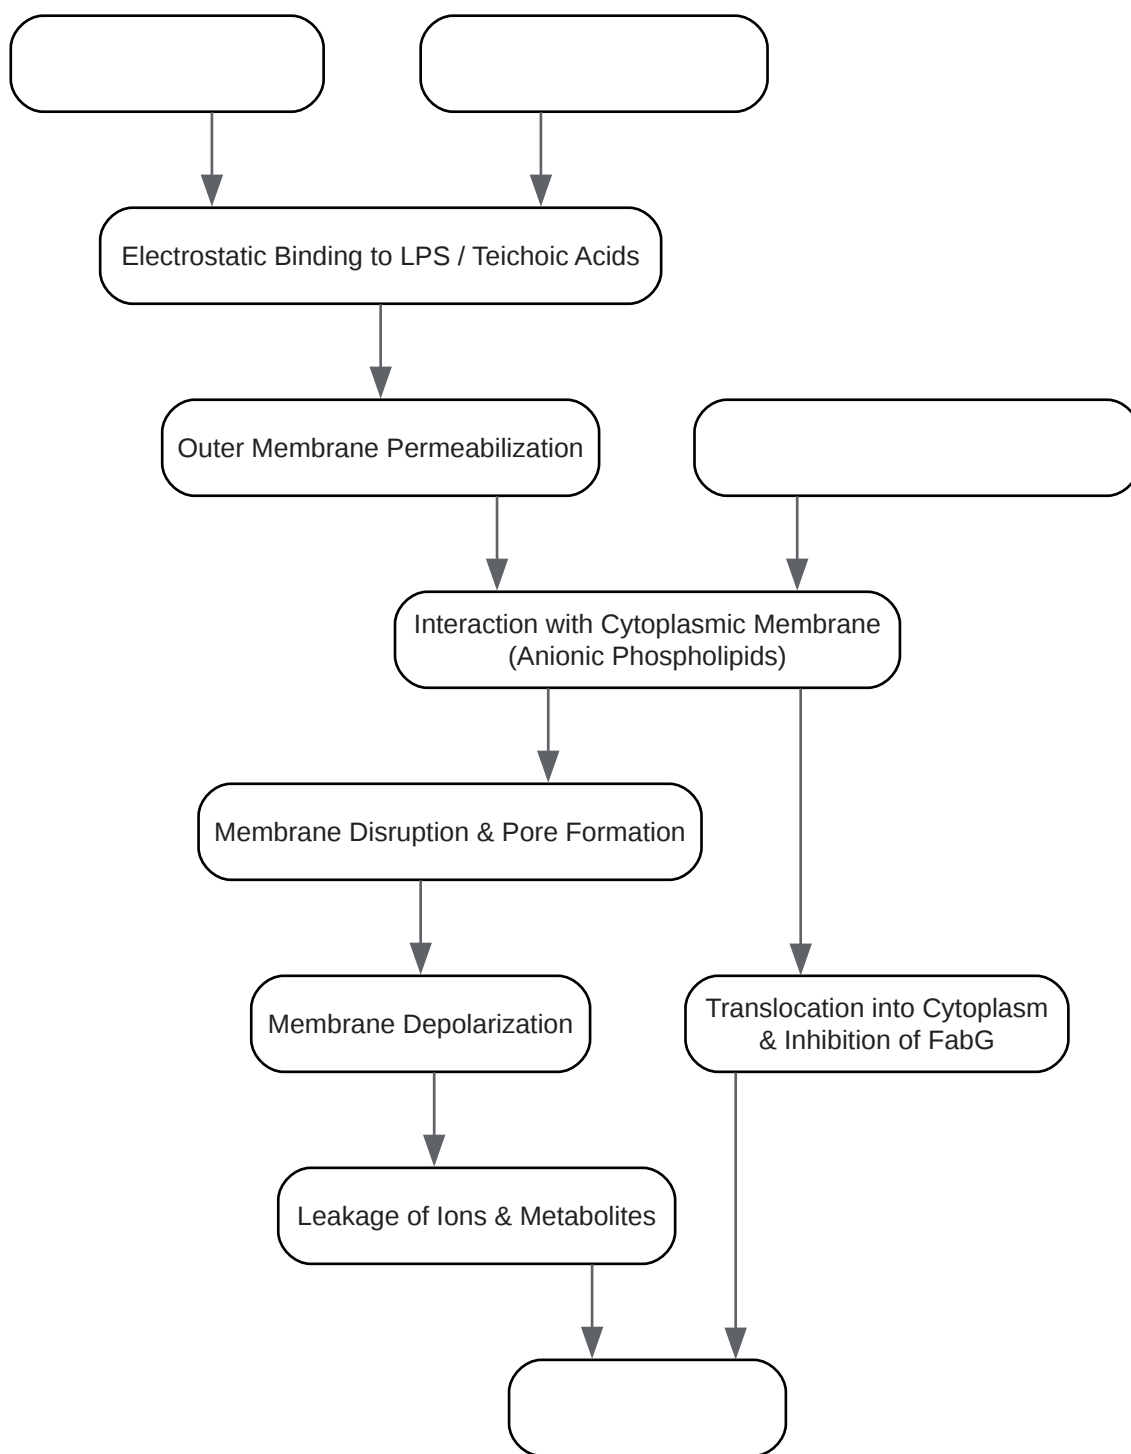 Electrostatic Binding to LPS / Teichoic Acids
Outer Membrane Permeabilization
Interaction with Cytoplasmic Membrane
(Anionic Phospholipids)
Membrane Disruption & Pore Formation
Membrane Depolarization
Translocation into Cytoplasm
& Inhibition of FabG
Leakage of Ions & Metabolites